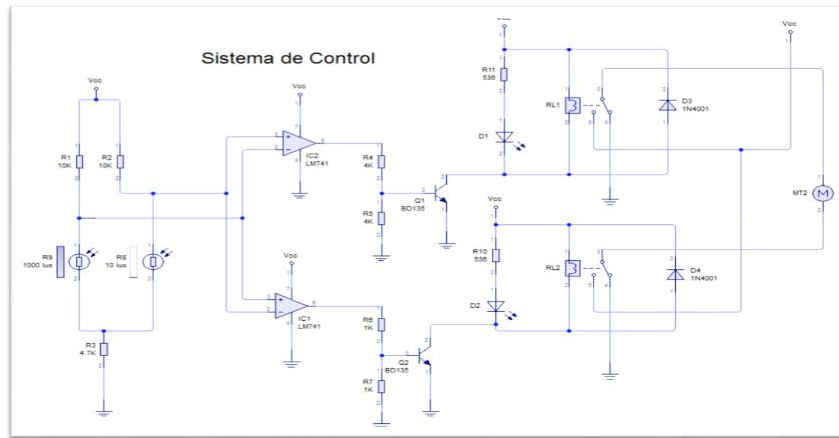 Sistema de Control
Vcc
R1
10K
R2
10K
R9
1000 lux
R8
10 lux
R3
4.7K
Vcc
IC2
LM741
R4
4K
R5
4K
Q1
BD135
Vcc
IC1
LM741
R6
1K
R7
1K
Q2
BD135
Vcc
R11
536
D1
RL1
D3
1N4001
Vcc
MT2
Vcc
R10
536
D2
RL2
D4
1N4001